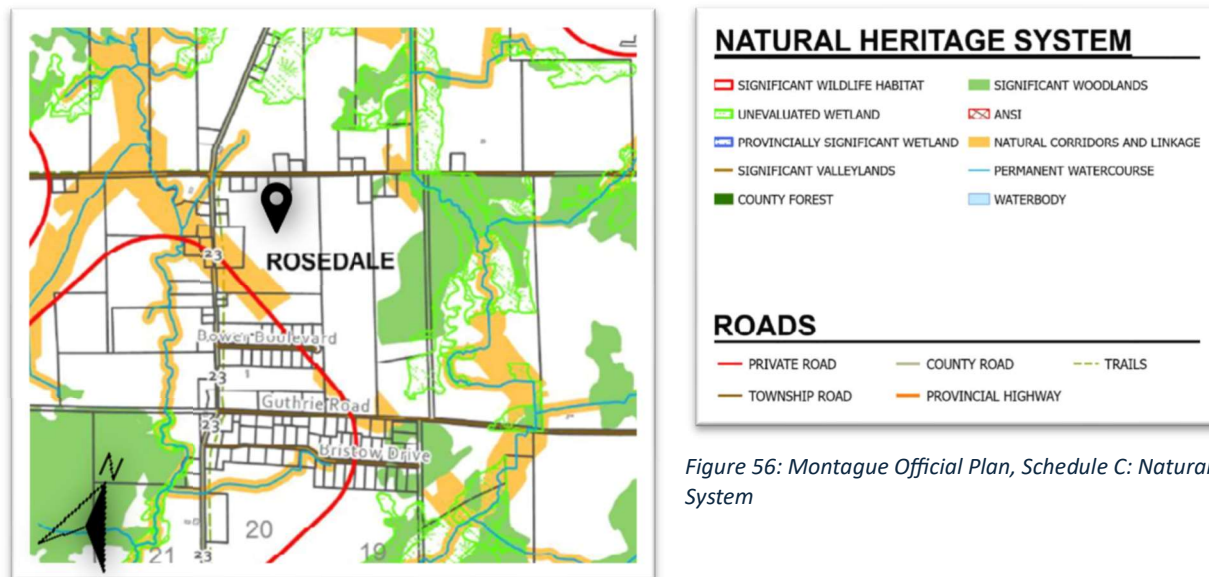 23
ROSEDALE
Bower Boulevard
23
Guthrie Road
23
Bristow Drive
N
20
21
19
23
NATURAL HERITAGE SYSTEM
SIGNIFICANT WILDLIFE HABITAT
SIGNIFICANT WOODLANDS
UNEVALUATED WETLAND
ANSI
PROVINCIALLY SIGNIFICANT WETLAND
NATURAL CORRIDORS AND LINKAGE
SIGNIFICANT VALLEYLANDS
PERMANENT WATERCOURSE
COUNTY FOREST
WATERBODY
ROADS
PRIVATE ROAD
COUNTY ROAD
TRAILS
TOWNSHIP ROAD
PROVINCIAL HIGHWAY
Figure 56: Montague Official Plan, Schedule C: Natural
System